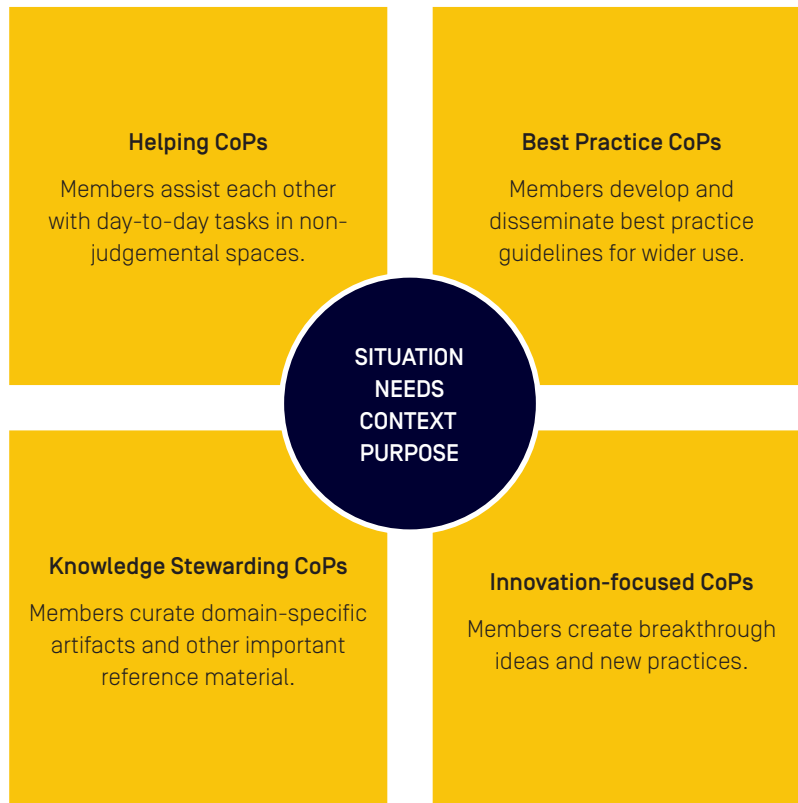 Helping CoPs
Members assist each other
with day-to-day tasks in non-
judgemental spaces.
Best Practice CoPs
Members develop and
disseminate best practice
guidelines for wider use.
SITUATION
NEEDS
CONTEXT
PURPOSE
Knowledge Stewarding CoPs
Members curate domain-specific
artifacts and other important
reference material.
Innovation-focused CoPs
Members create breakthrough
ideas and new practices.